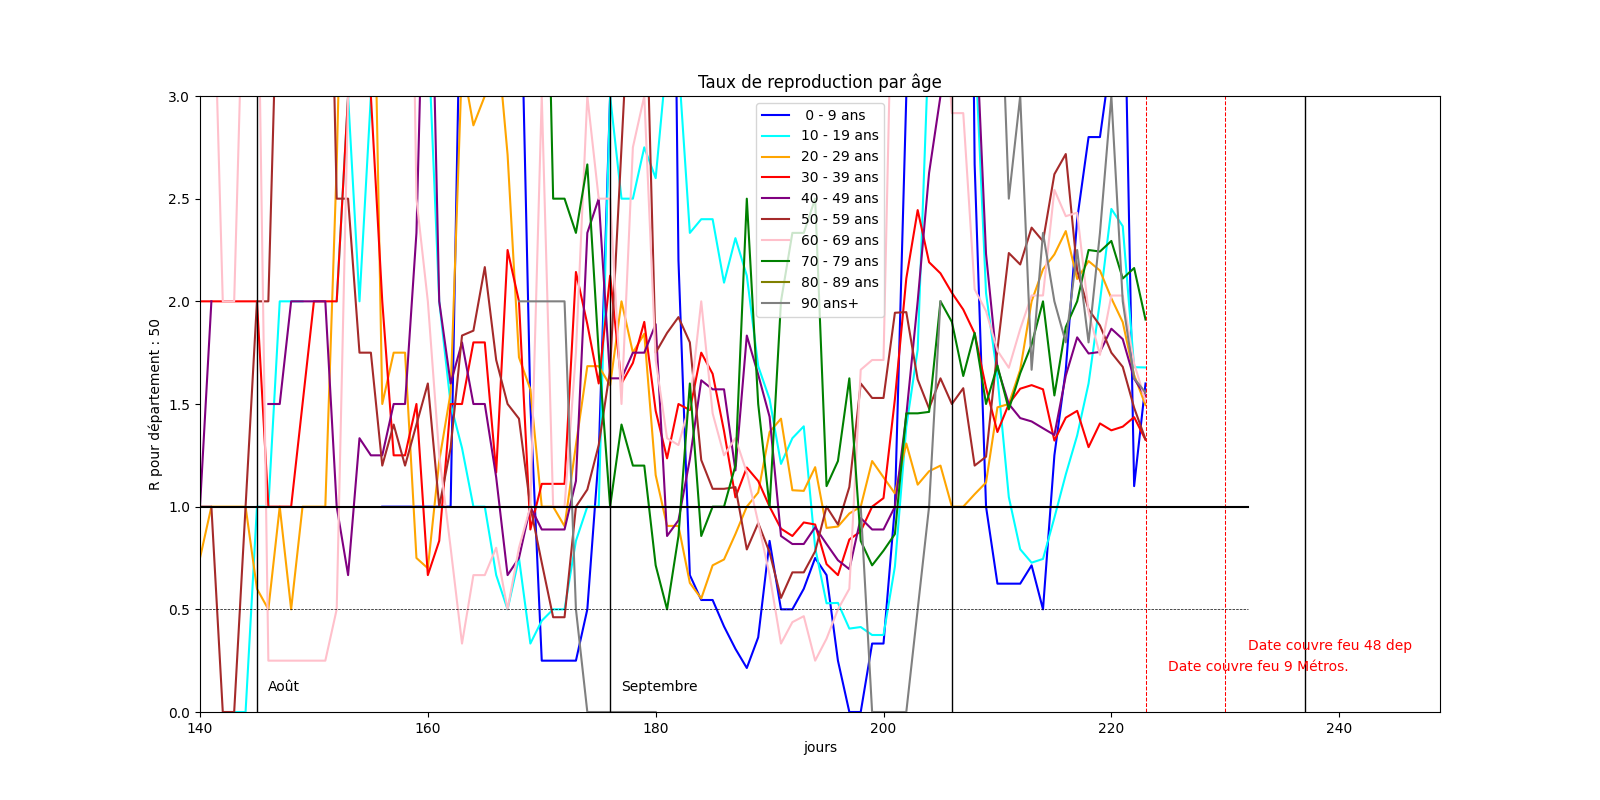 Taux de reproduction par âge
3.0
2.5
2.0
1.5
1.0
0.5
0.0
R pour département : 50
0 - 9 ans
10 - 19 ans
20 - 29 ans
30 - 39 ans
40 - 49 ans
50 - 59 ans
60 - 69 ans
70 - 79 ans
80 - 89 ans
90 ans+
Date couvre feu 48 dep
Date couvre feu 9 Métros.
Août
Septembre
140
160
180
200
220
240
jours